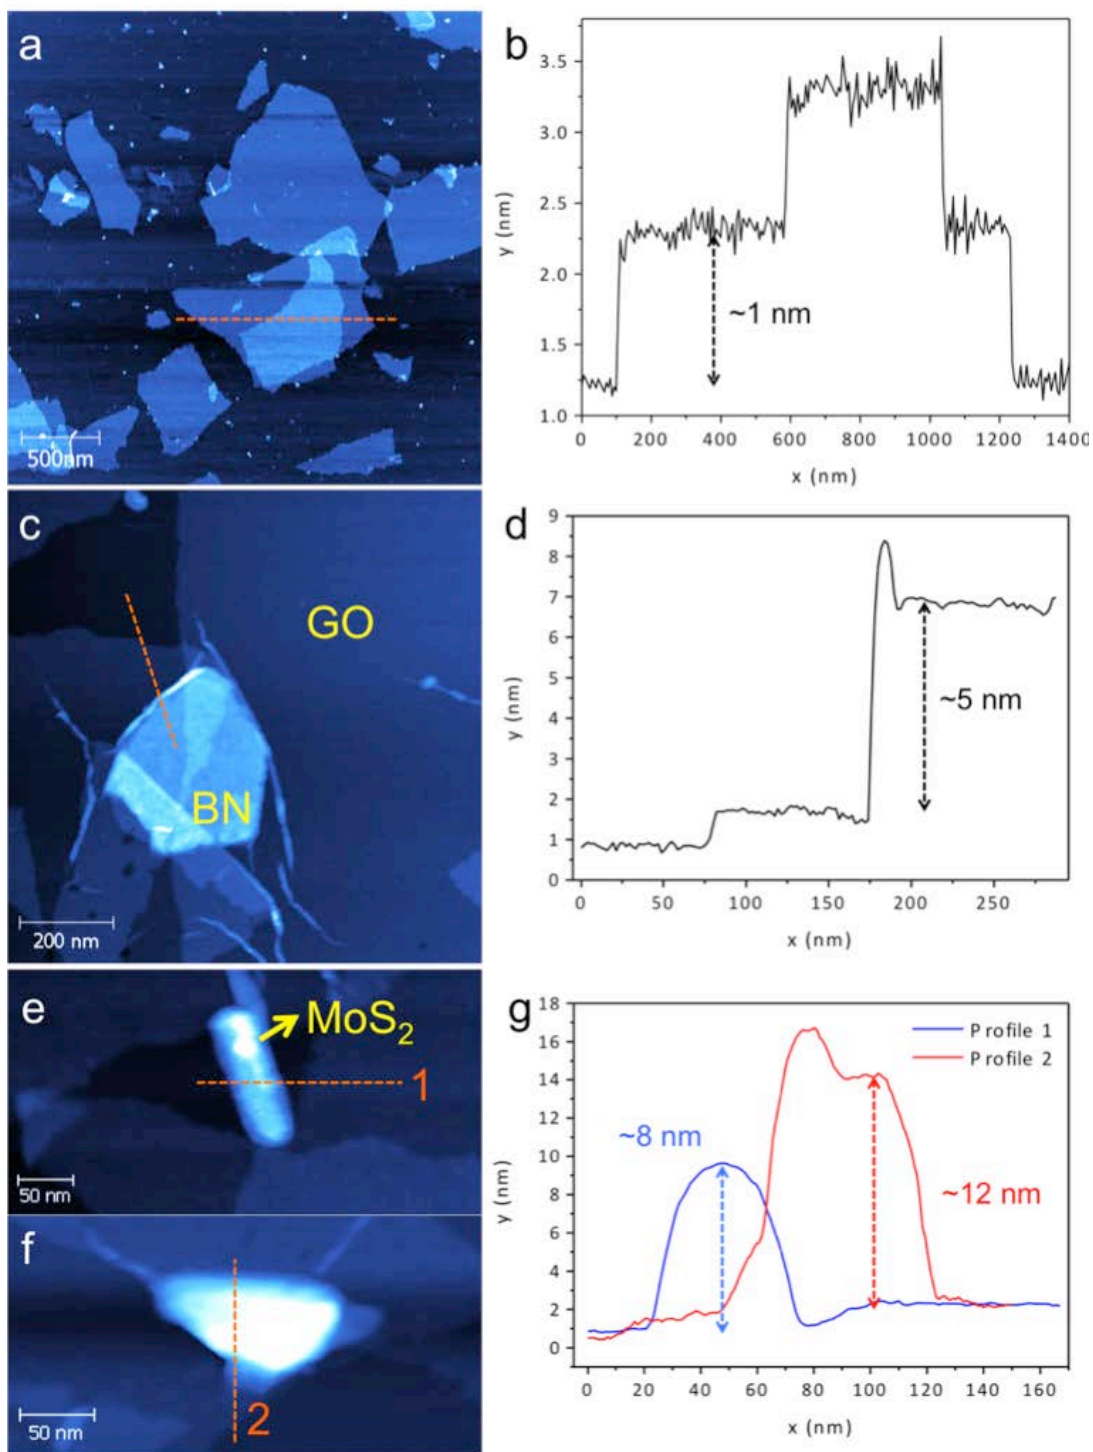 a
500nm
b
y (nm)
3.5
3.0
2.5
2.0
1.5
1.0
~1 nm
0 200 400 600 800 1000 1200 1400
x (nm)
c
GO
BN
200 nm
d
y (nm)
9
8
7
6
5
4
3
2
1
0
~5 nm
0 50 100 150 200 250
x (nm)
e
MoS₂
1
50 nm
f
2
50 nm
g
y (nm)
18
16
14
12
10
8
6
4
2
0
Profile 1
Profile 2
~8 nm
~12 nm
0 20 40 60 80 100 120 140 160
x (nm)